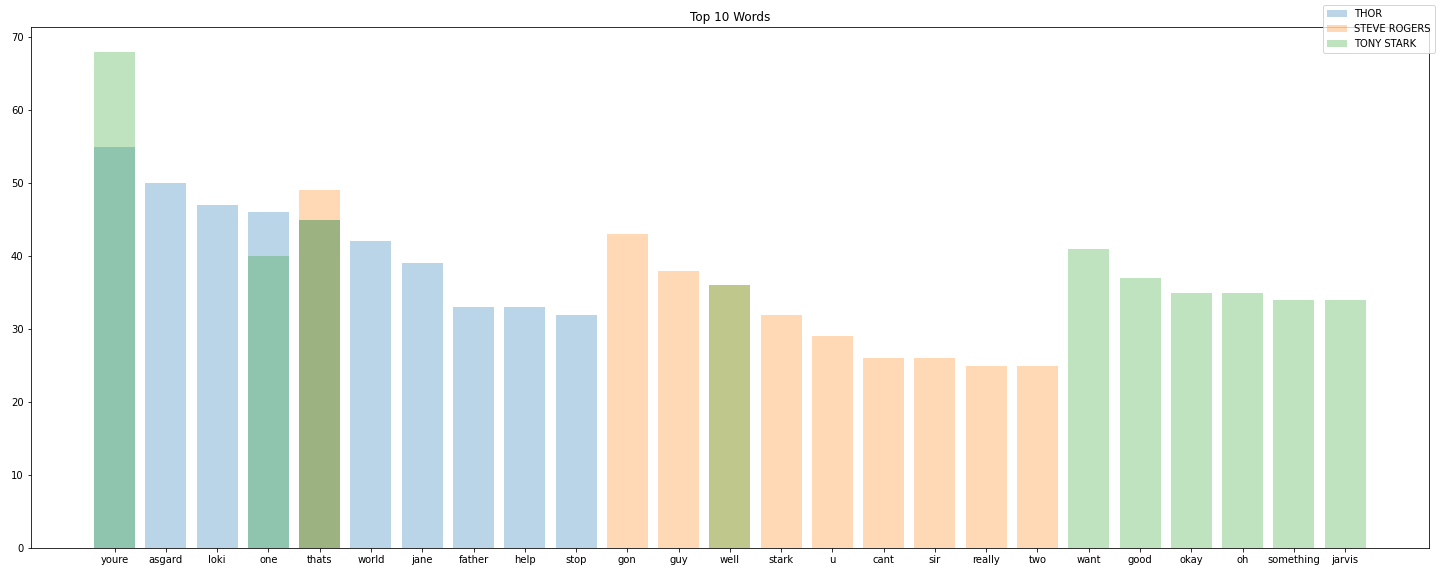 Top 10 Words
THOR
STEVE ROGERS
TONY STARK
70
60
50
40
30
20
10
0
youre asgard loki one thats world jane father help stop gon guy well stark u cant sir really two want good okay oh something jarvis